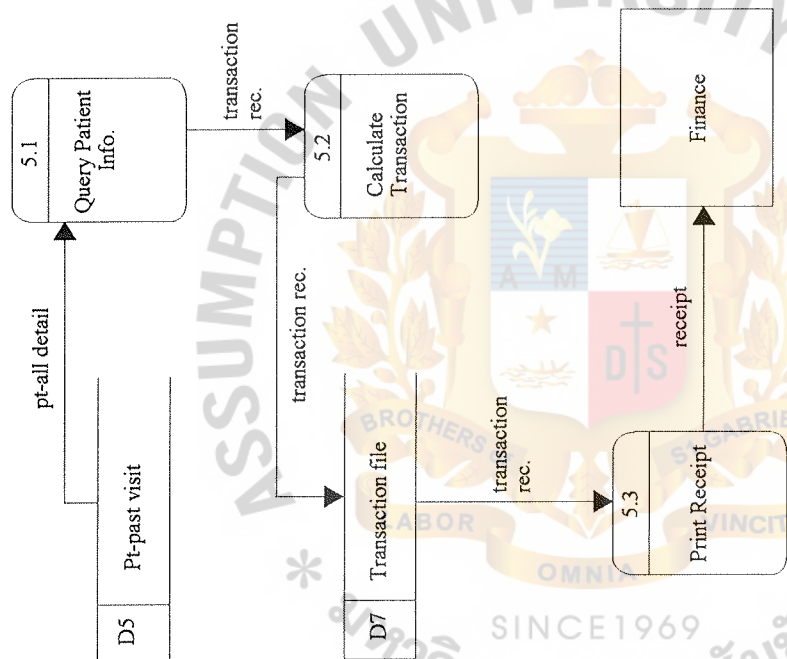 5.1
Query Patient
Info.
pt-all detail
D5
Pt-past visit
transaction
rec.
5.2
Calculate
Transaction
transaction rec.
D7
Transaction file
transaction
rec.
5.3
Print Receipt
receipt
Finance
ASSUMPTION UNIVERSITY
A M
D S
BROTHERS
ST GABRIE
LABOR
OMNIA
VINCIT
SINCE1969